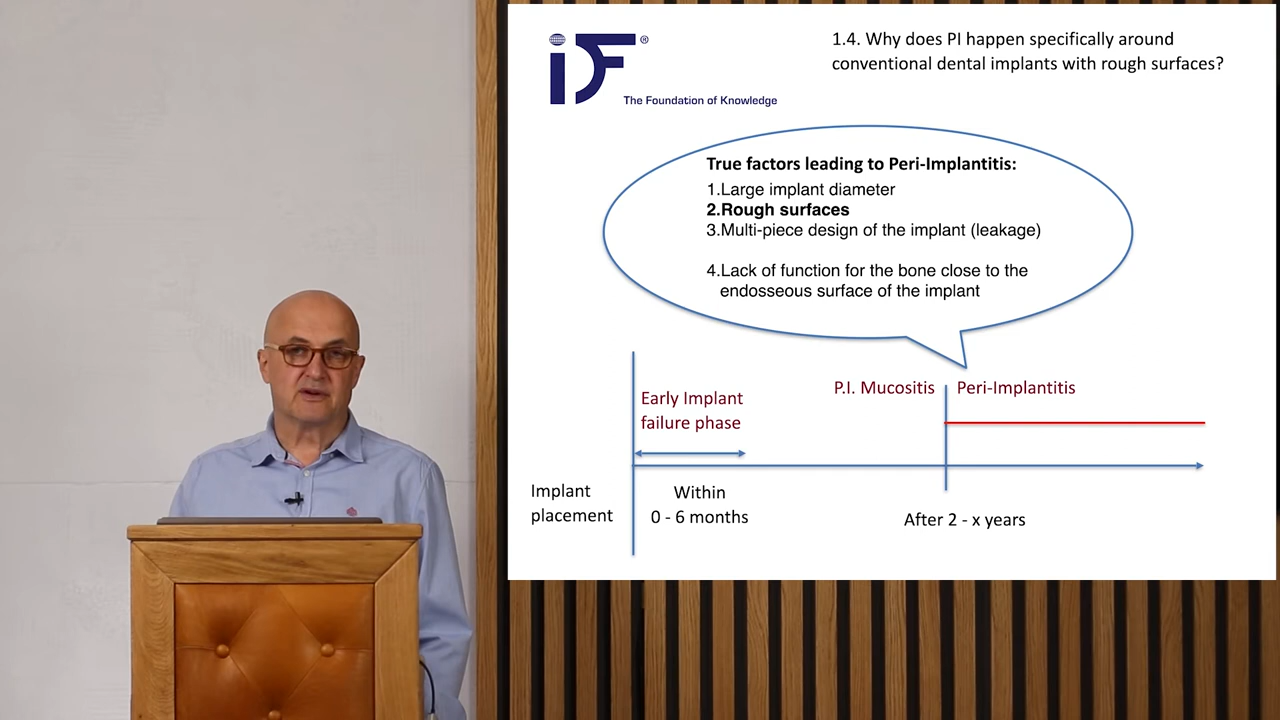 iDF®
The Foundation of Knowledge
1.4. Why does PI happen specifically around
conventional dental implants with rough surfaces?
True factors leading to Peri-Implantitis:
1.Large implant diameter
2.Rough surfaces
3.Multi-piece design of the implant (leakage)
4.Lack of function for the bone close to the
endosseous surface of the implant
Early Implant
failure phase
P.I. Mucositis
Peri-Implantitis
Implant
placement
Within
0 - 6 months
After 2 - x years